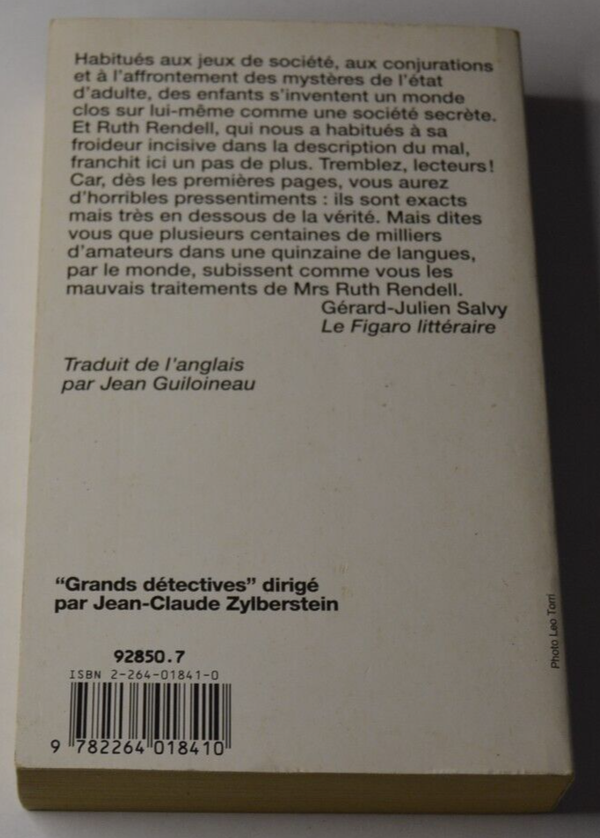 Habitués aux jeux de société, aux conjurations
et à l'affrontement des mystères de l'état
d'adulte, des enfants s'inventent un monde
clos sur lui-même comme une société secrète.
Et Ruth Rendell, qui nous a habitués à sa
froideur incisive dans la description du mal,
franchit ici un pas de plus. Tremblez, lecteurs!
Car, dès les premières pages, vous aurez
d'horribles pressentiments : ils sont exacts
mais très en dessous de la vérité. Mais dites
vous que plusieurs centaines de milliers
d'amateurs dans une quinzaine de langues,
par le monde, subissent comme vous les
mauvais traitements de Mrs Ruth Rendell.
Gérard-Julien Salvy
Le Figaro littéraire
Traduit de l'anglais
par Jean Guiloineau
"Grands détectives" dirigé
par Jean-Claude Zylberstein
92850.7
ISBN 2-264-01841-0
9 782264 018410
Photo Leo Torri